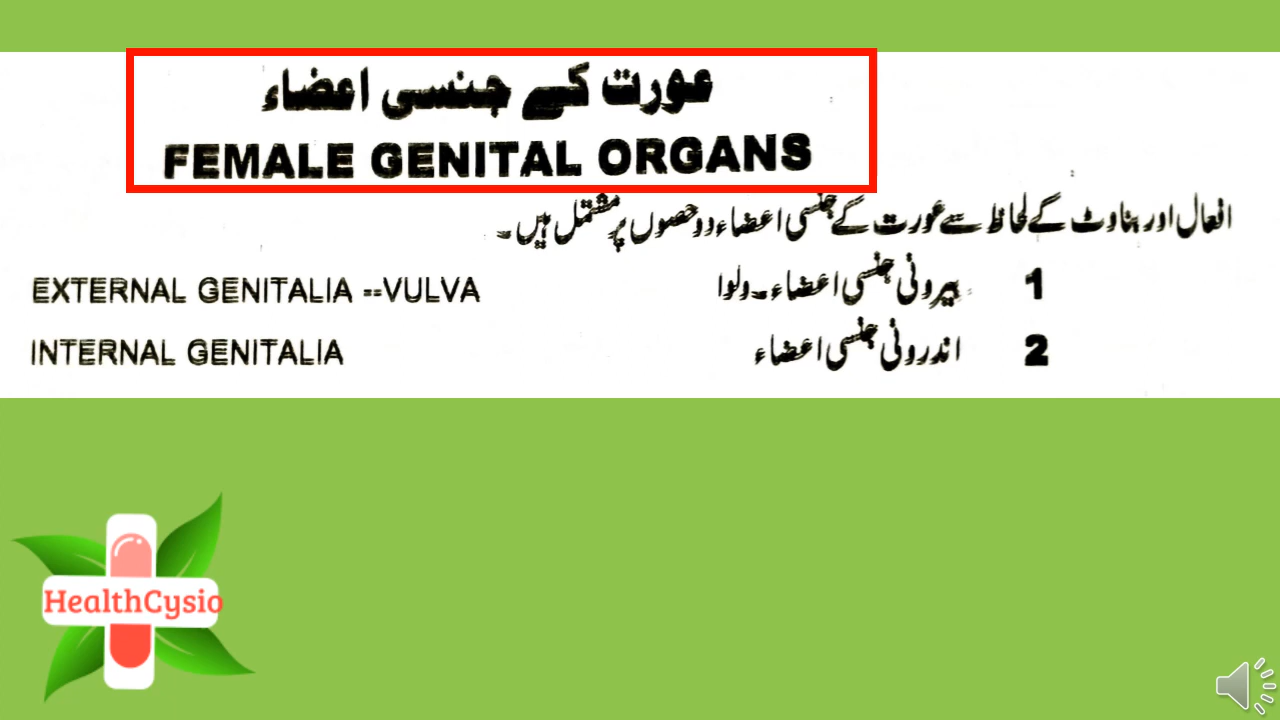 عورت کے جنسی اعضاء
FEMALE GENITAL ORGANS
افعال اور بناوٹ کے لحاظ سے عورت کے جنسی اعضاء دو حصوں پر مشتمل ہیں۔
1 بیرونی جنسی اعضاء۔ولوا EXTERNAL GENITALIA --VULVA
2 اندرونی جنسی اعضاء INTERNAL GENITALIA
HealthCysio